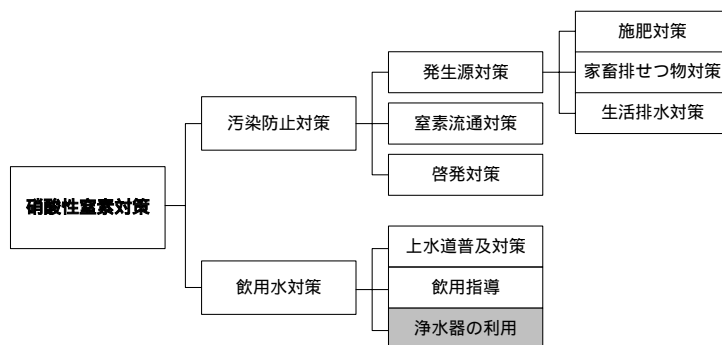 硝酸性窒素対策
汚染防止対策
発生源対策
施肥対策
家畜排せつ物対策
生活排水対策
窒素流通対策
啓発対策
飲用水対策
上水道普及対策
飲用指導
浄水器の利用